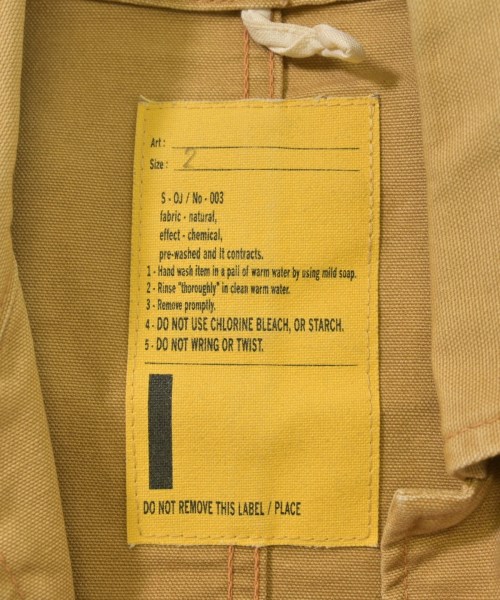 Art :
Size : 2
S - OJ / No - 003
fabric - natural,
effect - chemical,
pre-washed and It contracts.
1 - Hand wash item in a pail of warm water by using mild soap.
2 - Rinse "thoroughly" in clean warm water.
3 - Remove promptly.
4 - DO NOT USE CHLORINE BLEACH, OR STARCH.
5 - DO NOT WRING OR TWIST.
DO NOT REMOVE THIS LABEL / PLACE